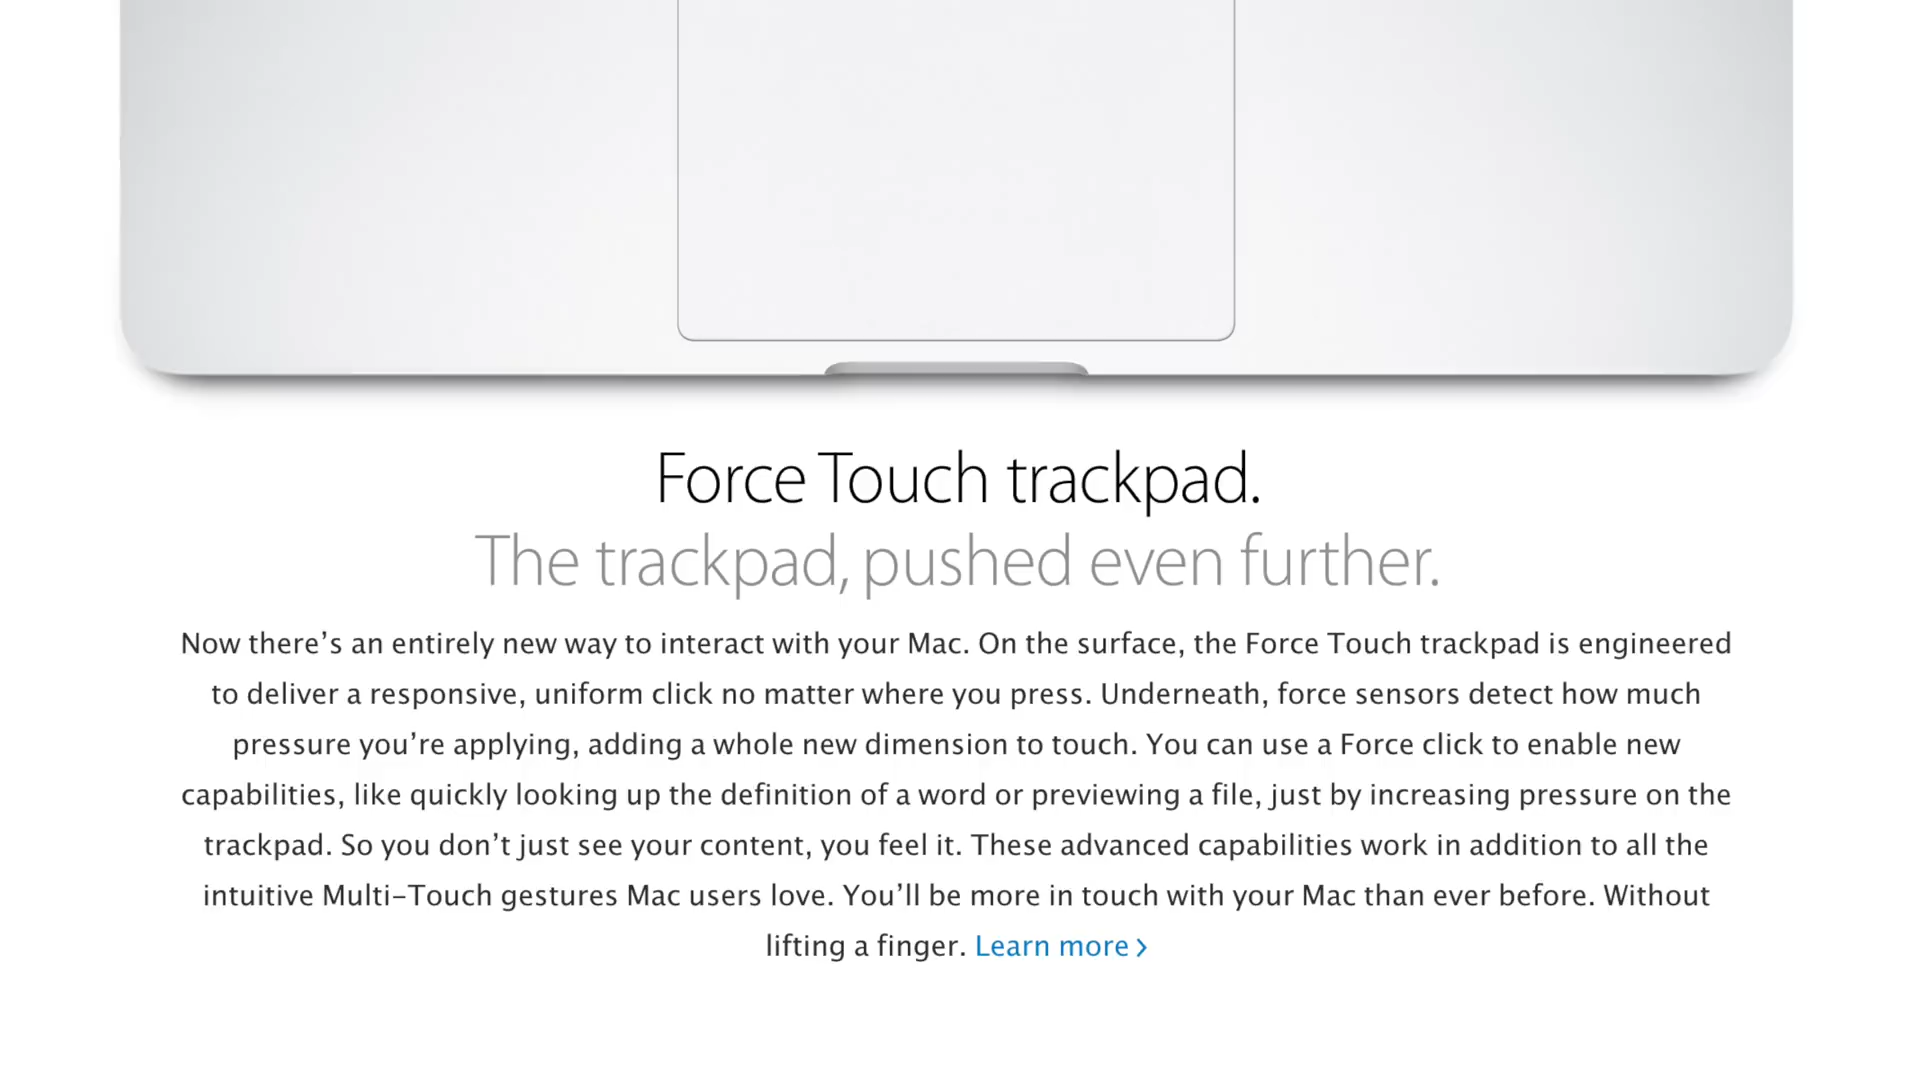 Force Touch trackpad.
The trackpad, pushed even further.
Now there’s an entirely new way to interact with your Mac. On the surface, the Force Touch trackpad is engineered
to deliver a responsive, uniform click no matter where you press. Underneath, force sensors detect how much
pressure you’re applying, adding a whole new dimension to touch. You can use a Force click to enable new
capabilities, like quickly looking up the definition of a word or previewing a file, just by increasing pressure on the
trackpad. So you don’t just see your content, you feel it. These advanced capabilities work in addition to all the
intuitive Multi-Touch gestures Mac users love. You’ll be more in touch with your Mac than ever before. Without
lifting a finger. Learn more ›